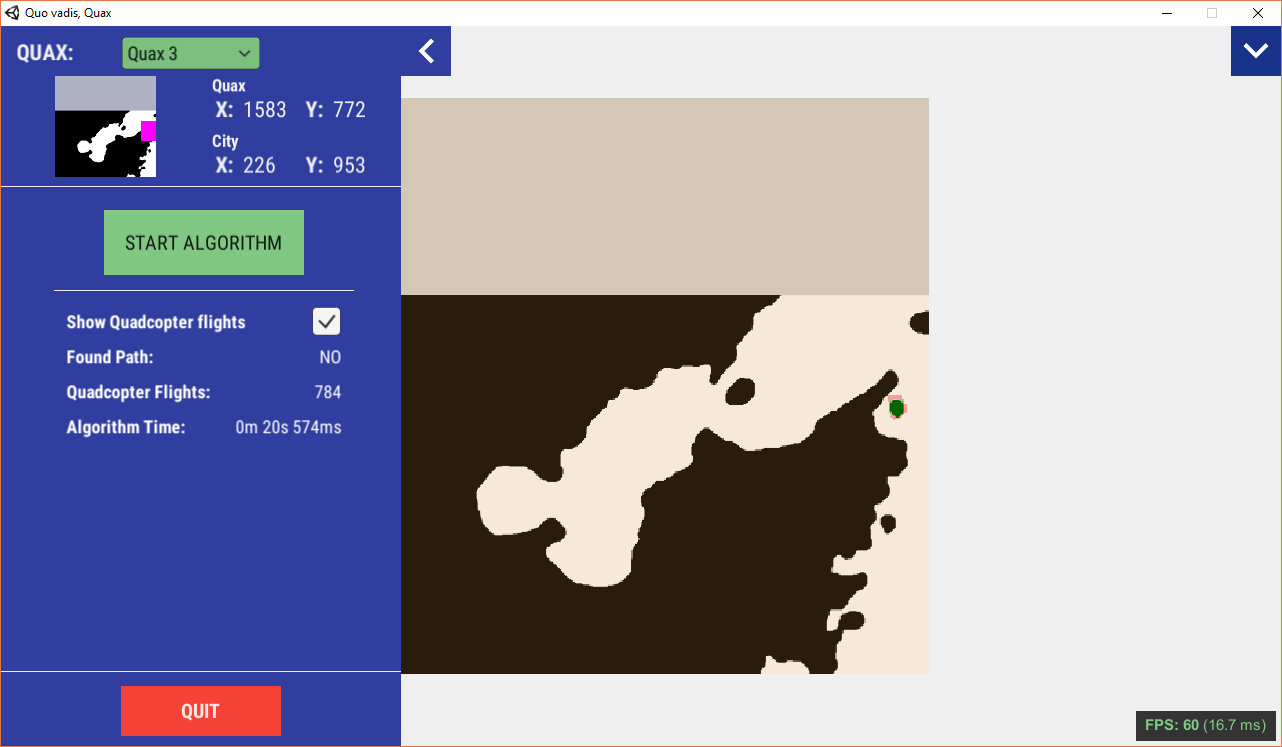 Quo vadis, Quax
QUAX: Quax 3
Quax
X: 1583 Y: 772
City
X: 226 Y: 953
START ALGORITHM
Show Quadcopter flights
Found Path: NO
Quadcopter Flights: 784
Algorithm Time: 0m 20s 574ms
QUIT
FPS: 60 (16.7 ms)